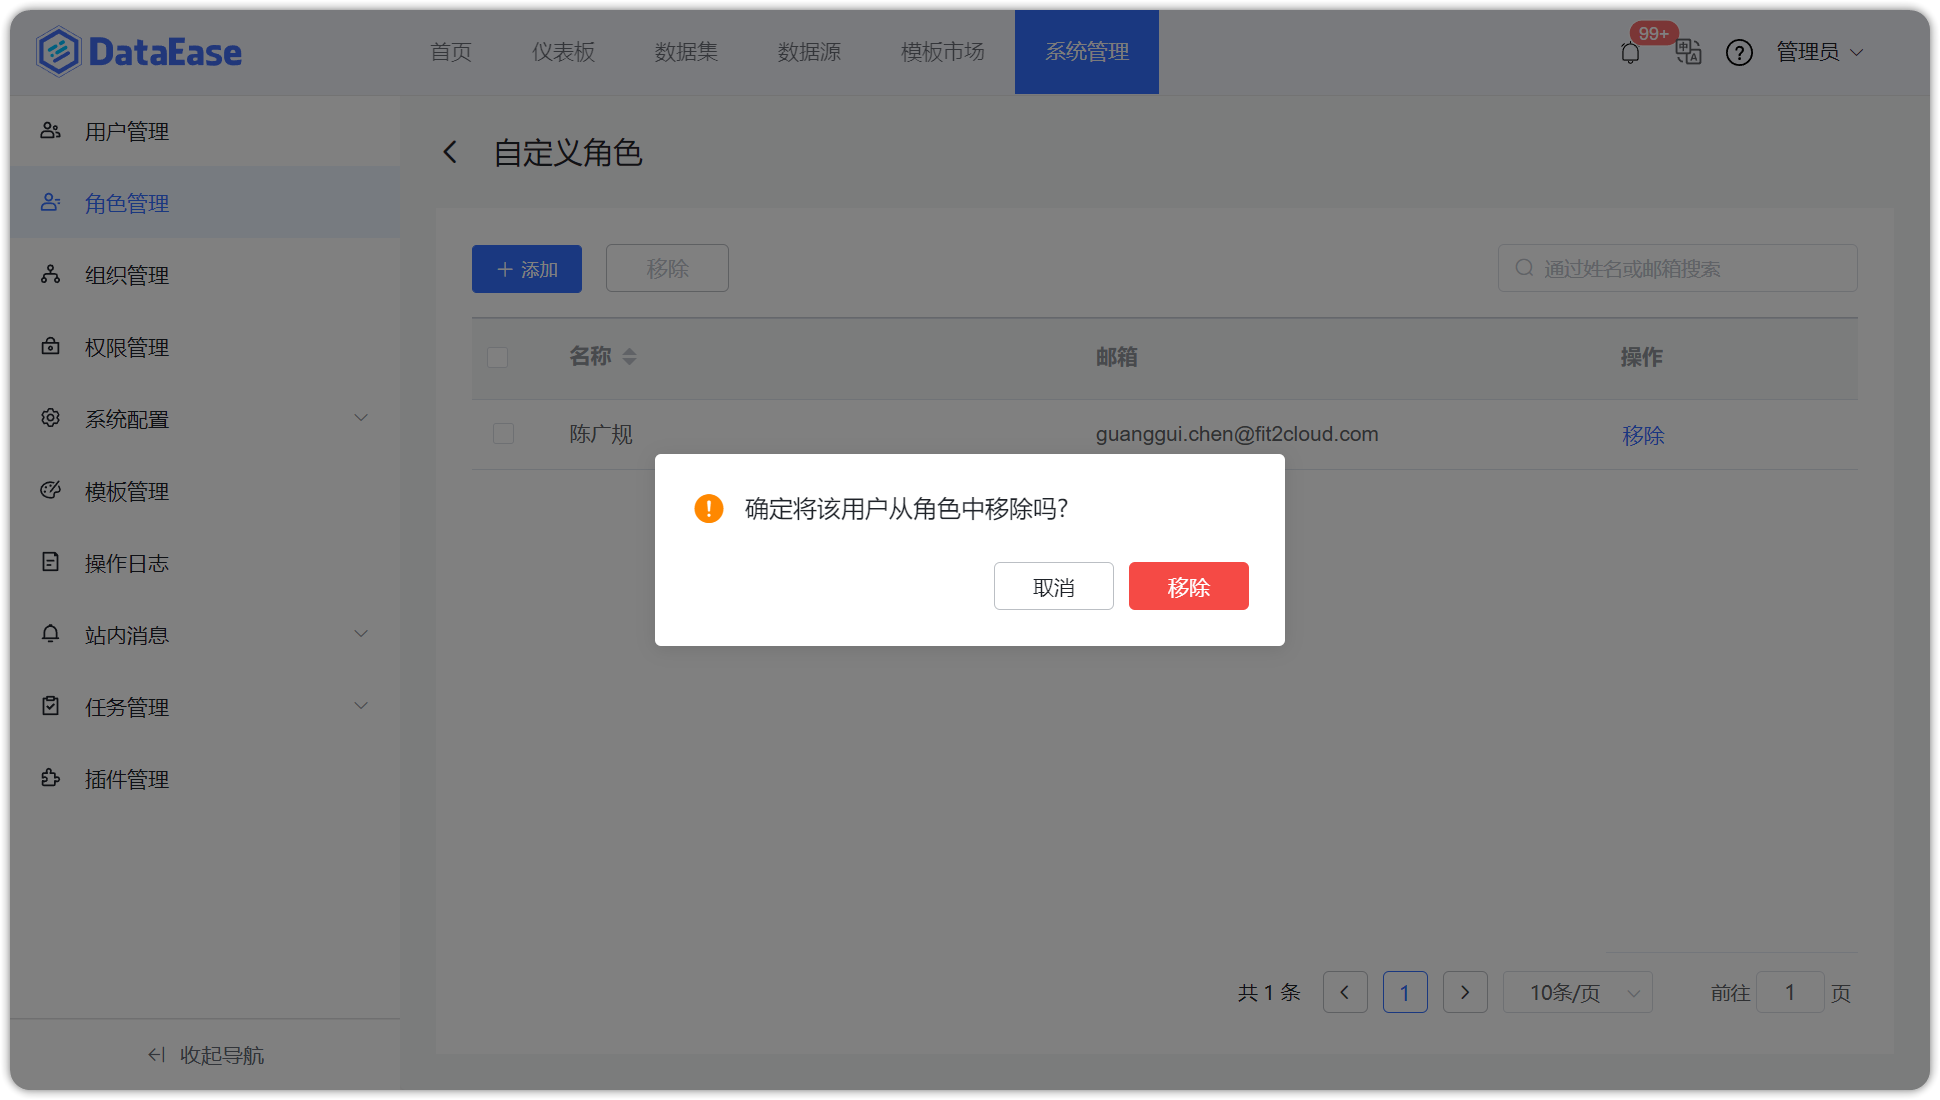 DataEase
首页
仪表板
数据集
数据源
模板市场
系统管理
99+
管理员
用户管理
角色管理
组织管理
权限管理
系统配置
模板管理
操作日志
站内消息
任务管理
插件管理
收起导航
自定义角色
添加
移除
通过姓名或邮箱搜索
名称
邮箱
操作
陈广规
guanggui.chen@fit2cloud.com
移除
确定将该用户从角色中移除吗?
取消
移除
共 1 条
1
10条/页
前往
1
页